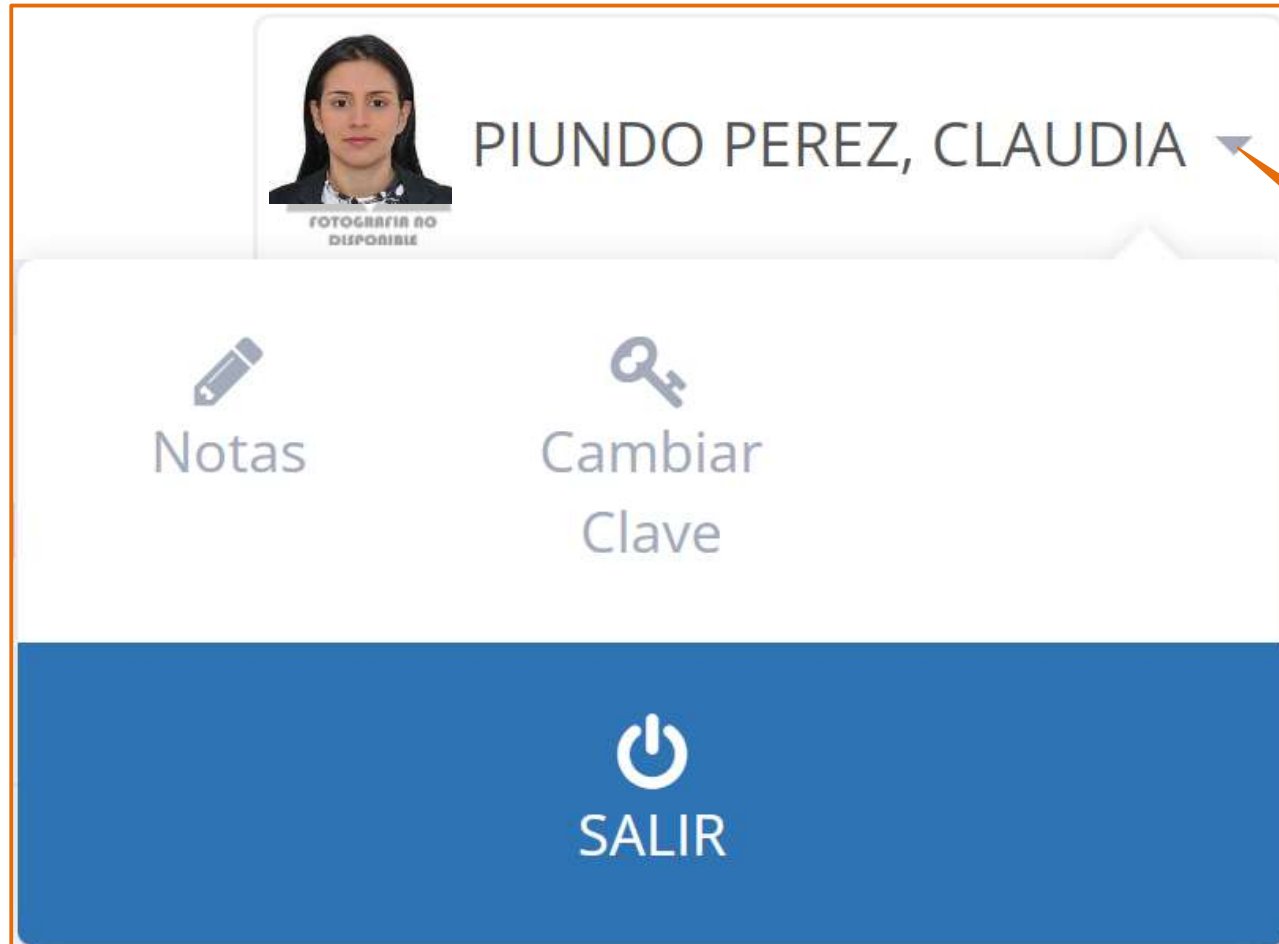 PIUNDO PEREZ, CLAUDIA
FOTOGRAFIA NO
DISPONIBLE
Notas
Cambiar
Clave
SALIR